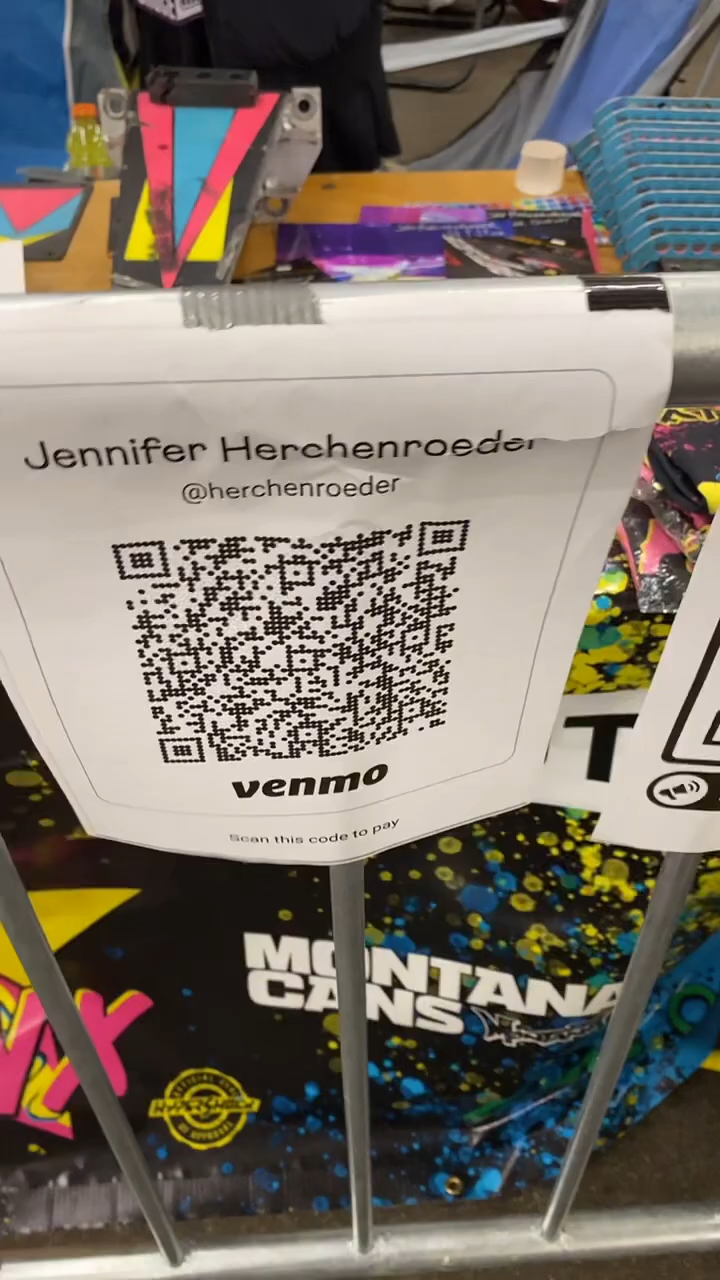 Jennifer Herchenroeder
@herchenroeder
venmo
Scan this code to pay
T
MONTANA
CANS